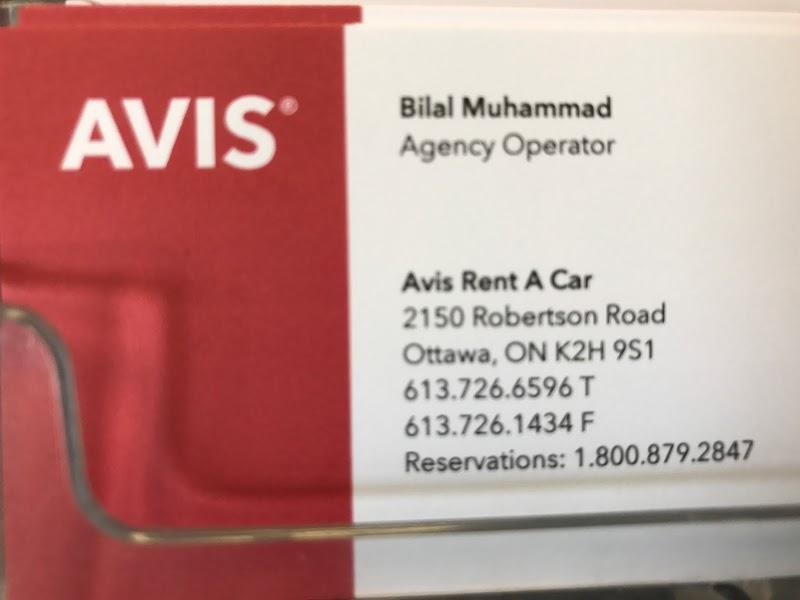 AVIS®
Bilal Muhammad
Agency Operator
Avis Rent A Car
2150 Robertson Road
Ottawa, ON K2H 9S1
613.726.6596 T
613.726.1434 F
Reservations: 1.800.879.2847